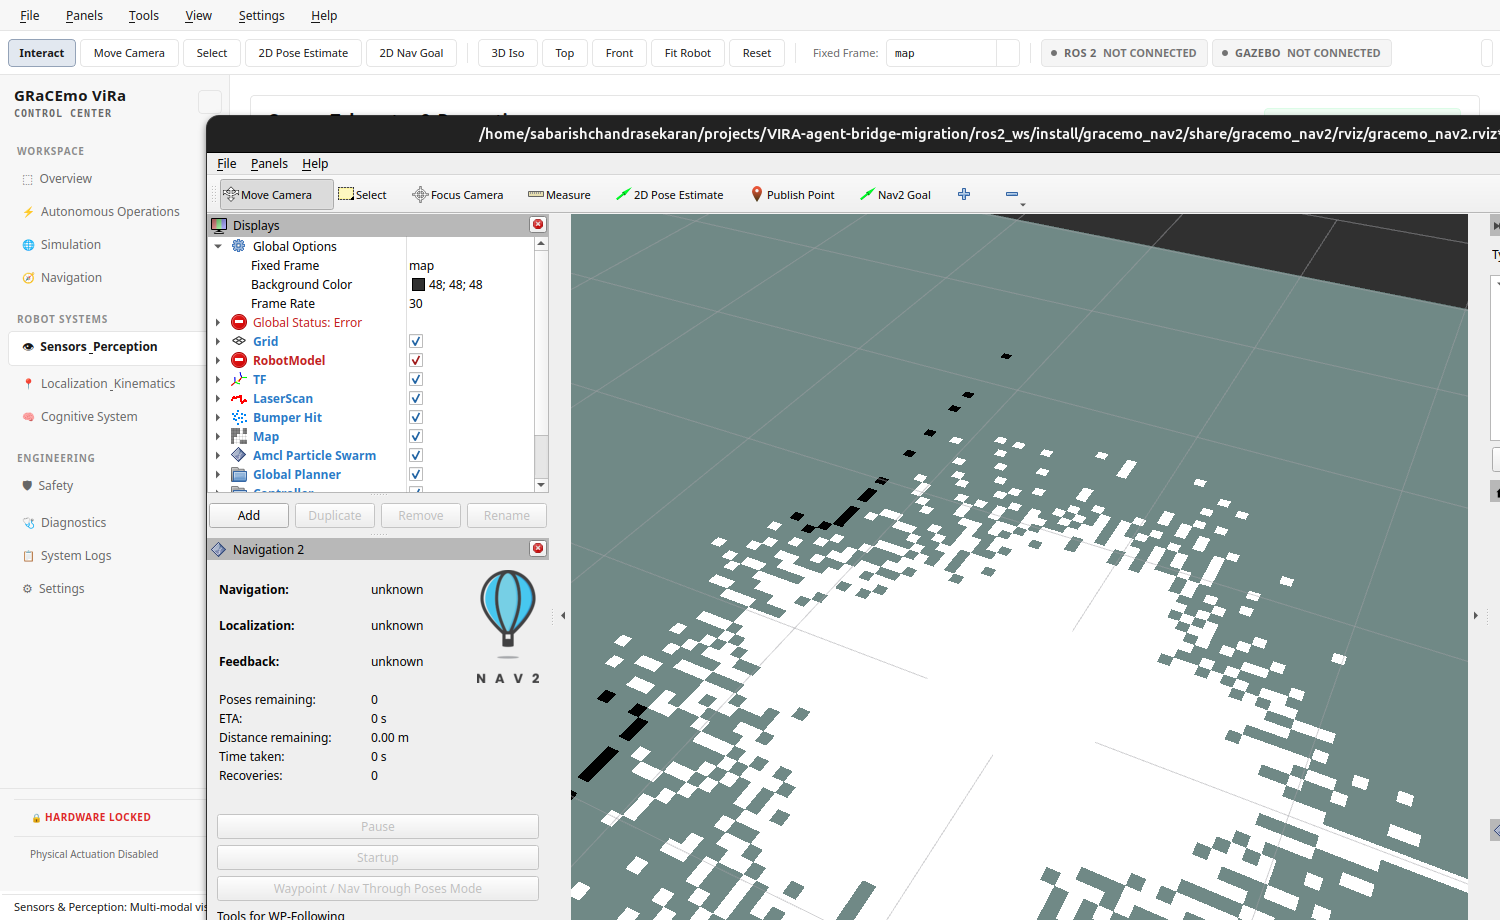 File Panels Tools View Settings Help
Interact Move Camera Select 2D Pose Estimate 2D Nav Goal 3D Iso Top Front Fit Robot Reset Fixed Frame: map ROS 2 NOT CONNECTED GAZEBO NOT CONNECTED
GRaCEmo ViRa
CONTROL CENTER
WORKSPACE
Overview
Autonomous Operations
Simulation
Navigation
ROBOT SYSTEMS
Sensors_Perception
Localization_Kinematics
Cognitive System
ENGINEERING
Safety
Diagnostics
System Logs
Settings
HARDWARE LOCKED
Physical Actuation Disabled
Sensors & Perception: Multi-modal vis
/home/sabarishchandrasekaran/projects/VIRA-agent-bridge-migration/ros2_ws/install/gracemo_nav2/share/gracemo_nav2/rviz/gracemo_nav2.rviz*
File Panels Help
Move Camera Select Focus Camera Measure 2D Pose Estimate Publish Point Nav2 Goal
Displays
Global Options
Fixed Frame map
Background Color 48; 48; 48
Frame Rate 30
Global Status: Error
Grid
RobotModel
TF
LaserScan
Bumper Hit
Map
Amcl Particle Swarm
Global Planner
Controller
Add Duplicate Remove Rename
Navigation 2
Navigation: unknown
Localization: unknown
Feedback: unknown
NAV2
Poses remaining: 0
ETA: 0 s
Distance remaining: 0.00 m
Time taken: 0 s
Recoveries: 0
Pause
Startup
Waypoint / Nav Through Poses Mode
Tools for WP-Following
Ty